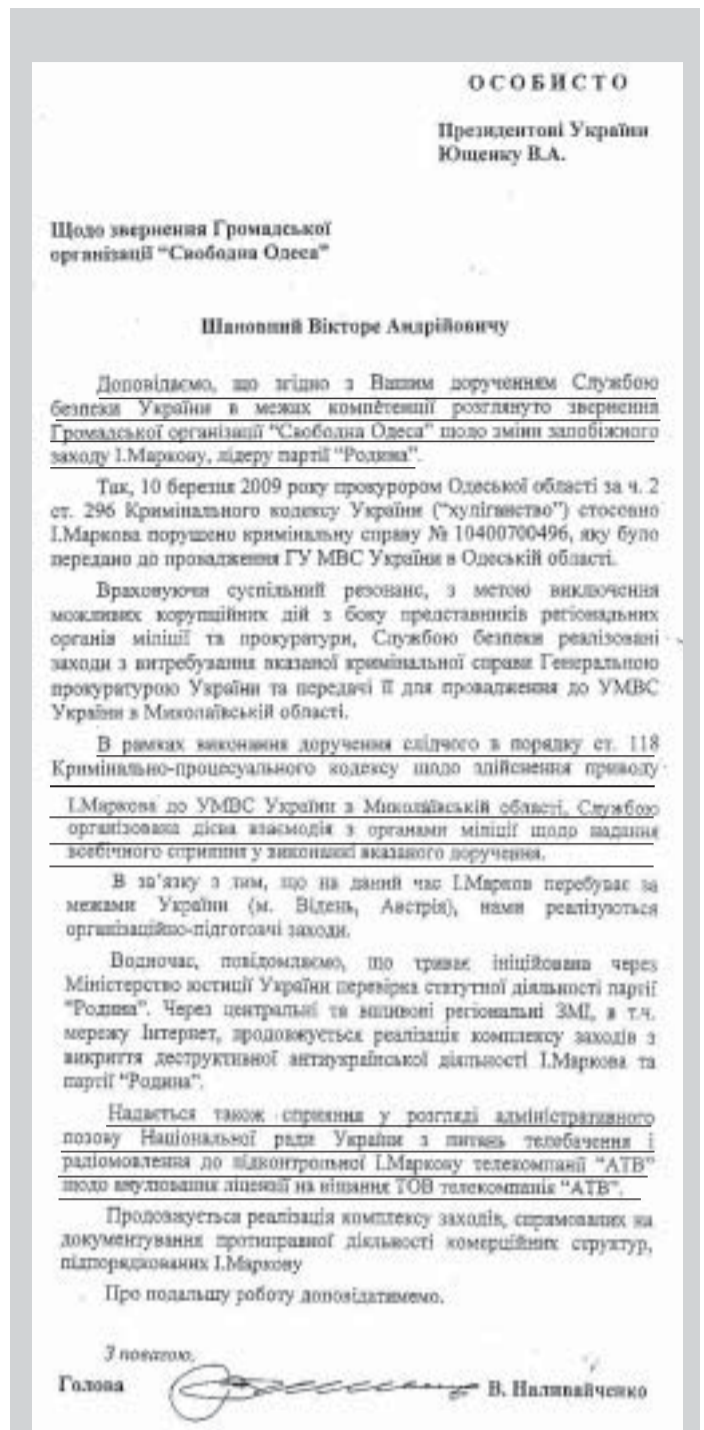 ОСОБИСТО
Президентові України
Ющенку В.А.
Щодо звернення Громадської
організації “Свободна Одеса”
Шановний Вікторе Андрійовичу
Доповідаємо, що згідно з Вашим дорученням Службою
безпеки України в межах компетенції розглянуто звернення
Громадської організації “Свободна Одеса” щодо зміни запобіжного
заходу І.Маркову, лідеру партії “Родина”.
Так, 10 березня 2009 року прокурором Одеської області за ч. 2
ст. 296 Кримінального кодексу України (“хуліганство”) стосовно
І.Маркова порушено кримінальну справу № 10400700496, яку було
передано до провадження ГУ МВС України в Одеській області.
Враховуючи суспільний резонанс, з метою виключення
можливих корупційних дій з боку представників регіональних
органів міліції та прокуратури, Службою безпеки реалізовані
заходи з витребування вказаної кримінальної справи Генеральною
прокуратурою України та передачі її для провадження до УМВС
України в Миколаївській області.
В рамках виконання доручення слідчого в порядку ст. 118
Кримінально-процесуального кодексу щодо здійснення приводу
І.Маркова до УМВС України з Миколаївській області, Службою
організована дієва взаємодія з органами міліції щодо надання
всебічного сприяння у виконанні вказаного доручення.
В зв’язку з тим, що на даний час І.Марков перебуває за
межами України (м. Відень, Австрія), нами реалізуються
організаційно-підготовчі заходи.
Водночас, повідомляємо, що триває ініційована через
Міністерство юстиції України перевірка статутної діяльності партії
“Родина”. Через центральні та впливові регіональні ЗМІ, в т.ч.
мережу Інтернет, продовжується реалізація комплексу заходів з
викриття деструктивної антиукраїнської діяльності І.Маркова та
партії “Родина”.
Надається також сприяння у розгляді адміністративного
позову Національної ради України з питань телебачення і
радіомовлення до підконтрольної І.Маркову телекомпанії “АТВ”
щодо анулювання ліцензії на віщання ТОВ телекомпанія “АТВ”.
Продовжується реалізація комплексу заходів, спрямованих на
документування протиправної діяльності комерційних структур,
підпорядкованих І.Маркову
Про подальшу роботу доповідатимемо.
З повагою,
Голова В. Наливайченко